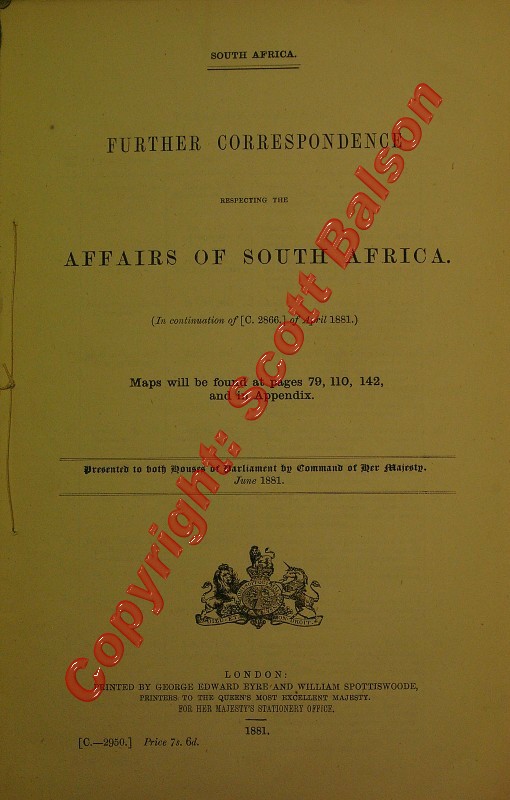 SOUTH AFRICA.
FURTHER CORRESPONDENCE
RESPECTING THE
AFFAIRS OF SOUTH AFRICA.
(In continuation of [C. 2866.] of April 1881.)
Maps will be found at pages 79, 110, 142,
and in Appendix.
Presented to both Houses of Parliament by Command of Her Majesty.
June 1881.
LONDON:
PRINTED BY GEORGE EDWARD EYRE AND WILLIAM SPOTTISWOODE,
PRINTERS TO THE QUEEN'S MOST EXCELLENT MAJESTY.
FOR HER MAJESTY'S STATIONERY OFFICE.
1881.
[C.—2950.] Price 7s. 6d.
Copyright: Scott Balson